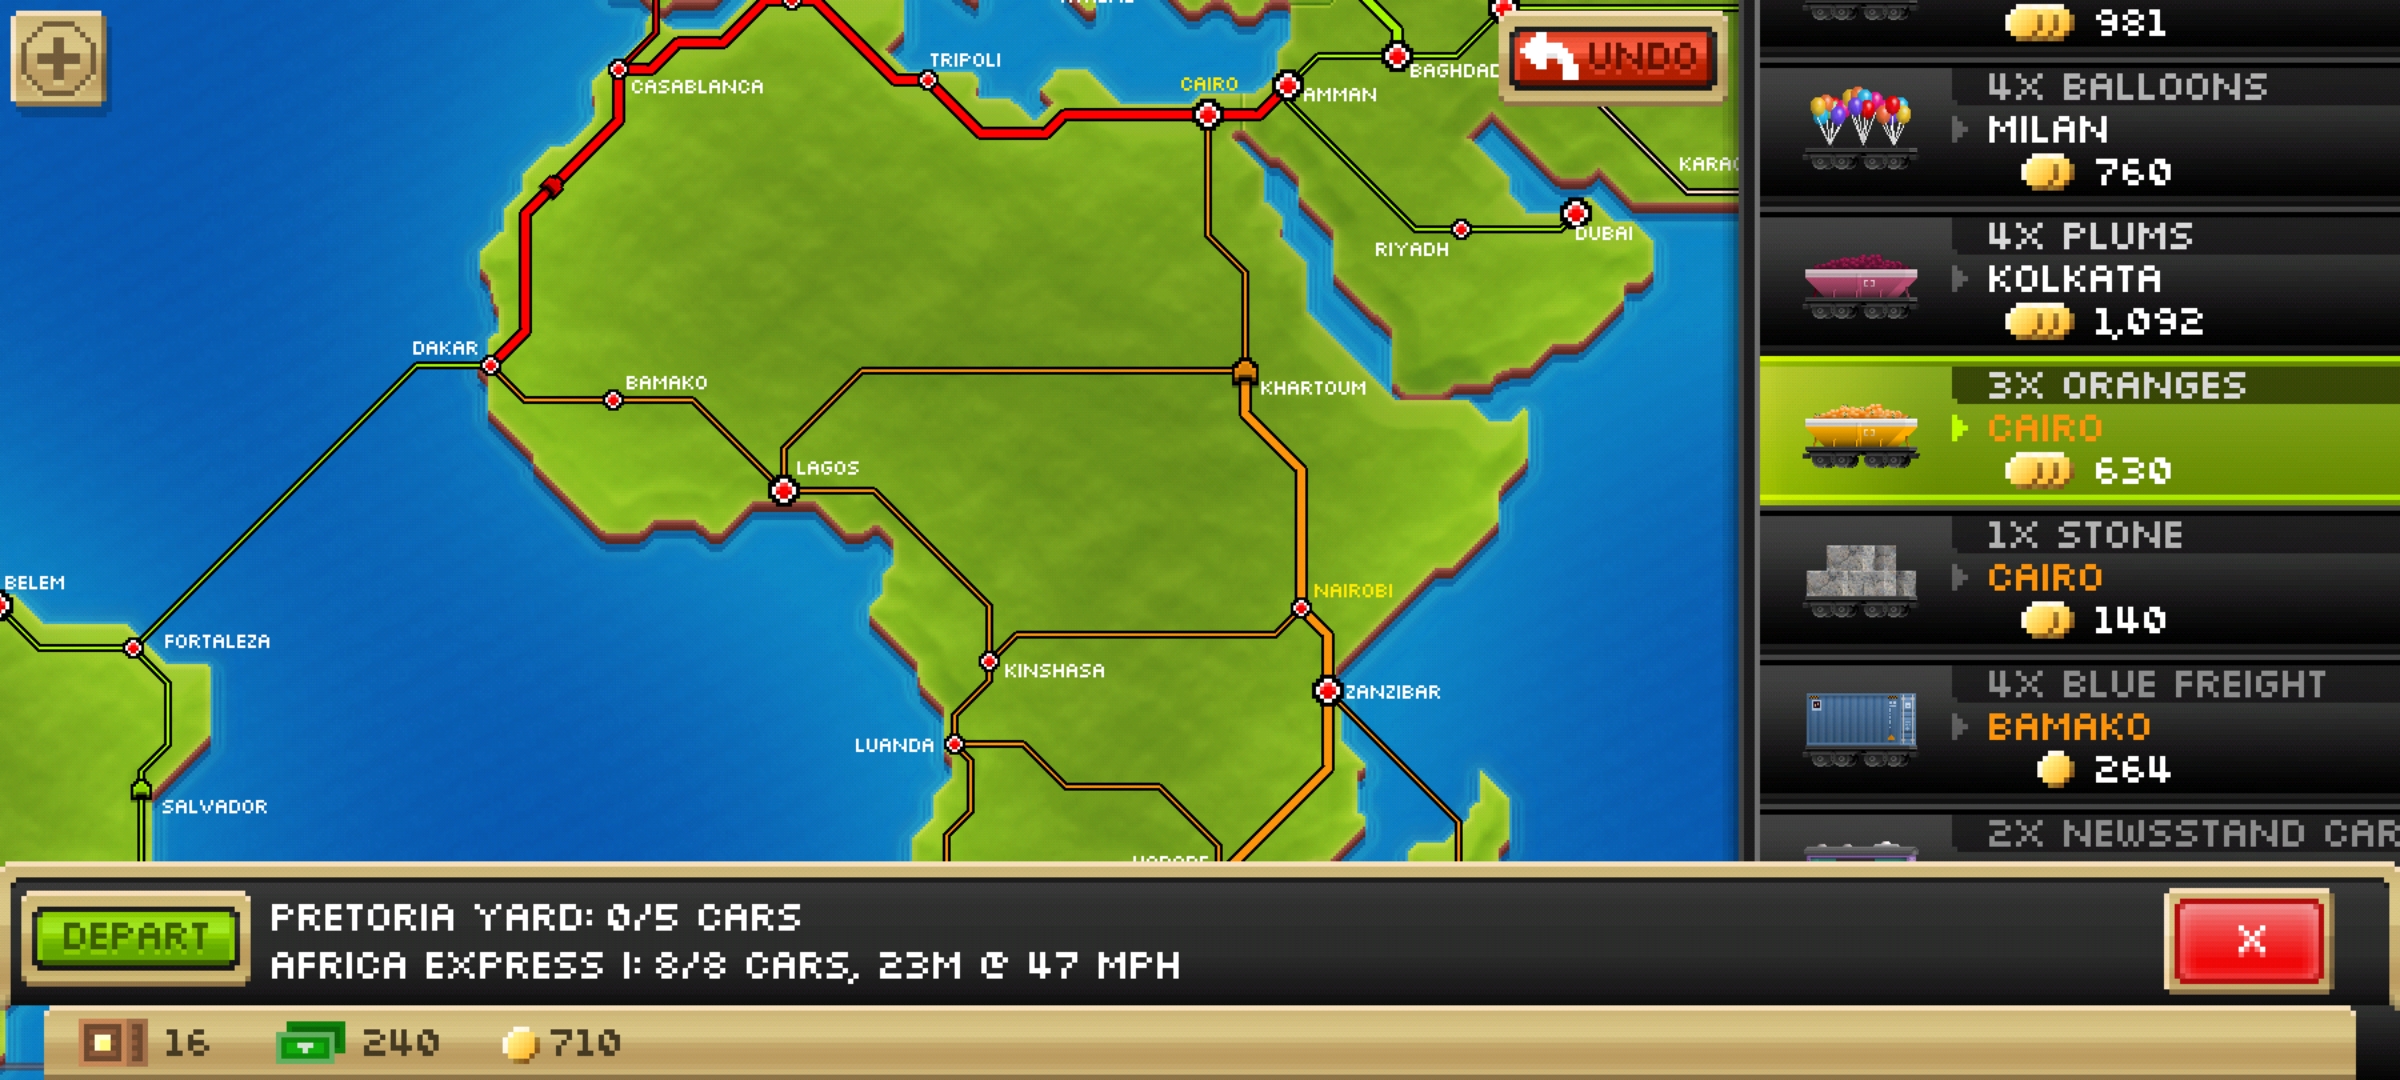 TRIPOLI
CAIRO
CASABLANCA
AMMAN
BAGHDAD
UNDO
KARAC
RIYADH
DUBAI
DAKAR
BAMAKO
KHARTOUM
LAGOS
BELEM
NAIROBI
FORTALEZA
KINSHASA
ZANZIBAR
LUANDA
SALVADOR
981
4X BALLOONS
MILAN
760
4X PLUMS
KOLKATA
1,092
3X ORANGES
CAIRO
630
1X STONE
CAIRO
140
4X BLUE FREIGHT
BAMAKO
264
2X NEWSSTAND CAR
DEPART
PRETORIA YARD: 0/5 CARS
AFRICA EXPRESS I: 8/8 CARS, 23M @ 47 MPH
X
16
240
710